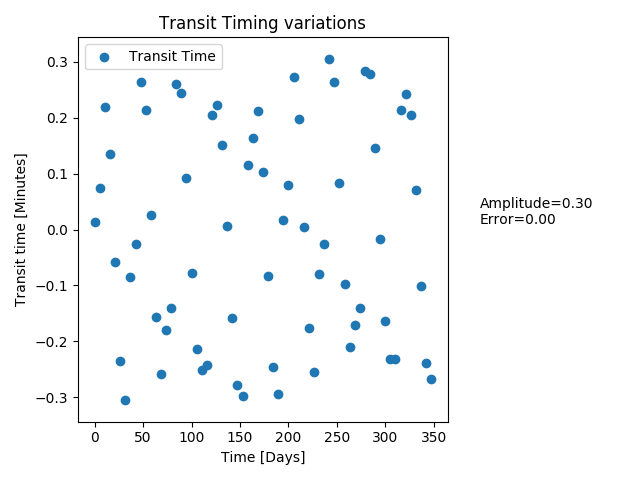 Transit Timing variations
Transit Time
Transit time [Minutes]
0.3
0.2
0.1
0.0
−0.1
−0.2
−0.3
0 50 100 150 200 250 300 350
Time [Days]
Amplitude=0.30
Error=0.00